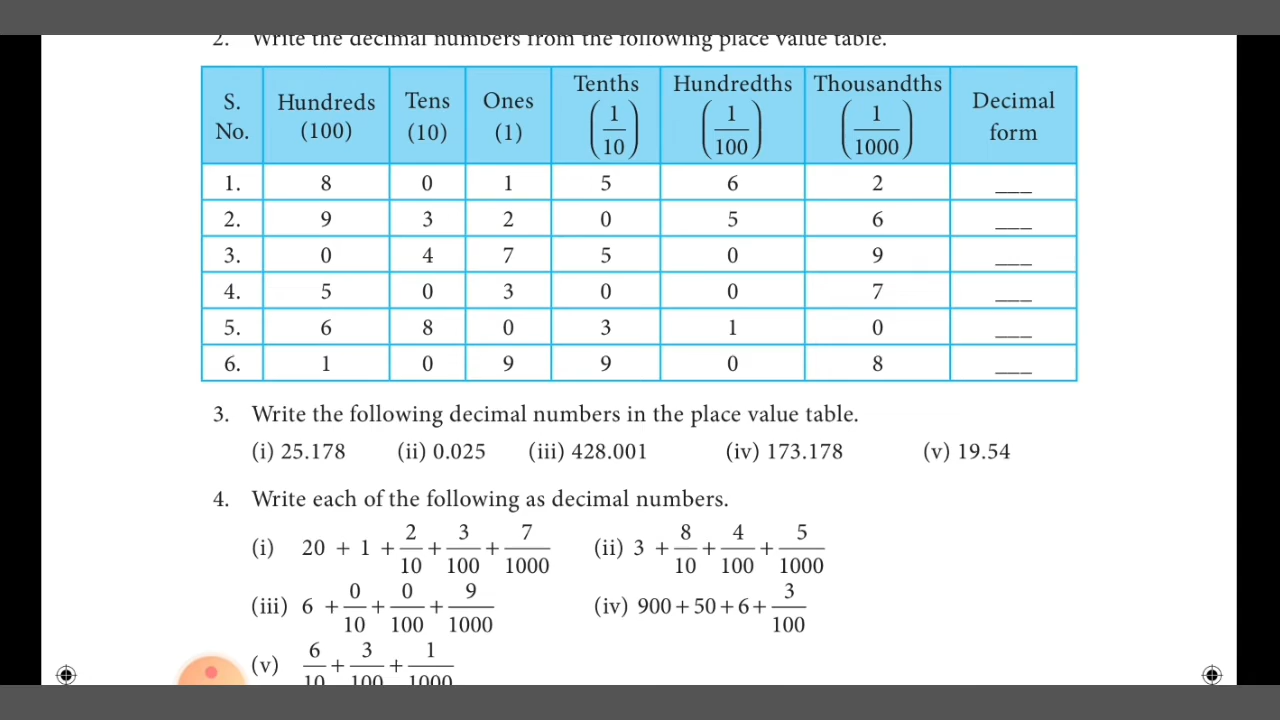 2. Write the decimal numbers from the following place value table.
S. No. Hundreds (100) Tens (10) Ones (1) Tenths (1/10) Hundredths (1/100) Thousandths (1/1000) Decimal form
1. 8 0 1 5 6 2 ___
2. 9 3 2 0 5 6 ___
3. 0 4 7 5 0 9 ___
4. 5 0 3 0 0 7 ___
5. 6 8 0 3 1 0 ___
6. 1 0 9 9 0 8 ___
3. Write the following decimal numbers in the place value table.
(i) 25.178 (ii) 0.025 (iii) 428.001 (iv) 173.178 (v) 19.54
4. Write each of the following as decimal numbers.
(i) 20 + 1 + 2/10 + 3/100 + 7/1000 (ii) 3 + 8/10 + 4/100 + 5/1000
(iii) 6 + 0/10 + 0/100 + 9/1000 (iv) 900 + 50 + 6 + 3/100
(v) 6/10 + 3/100 + 1/1000